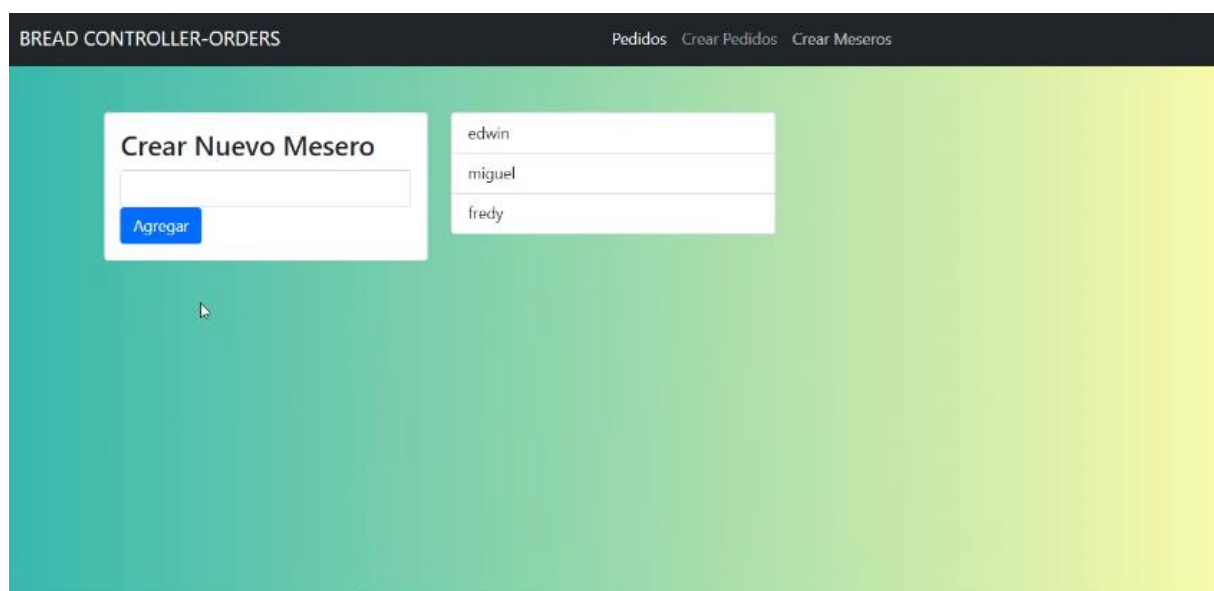 BREAD CONTROLLER-ORDERS
Pedidos Crear Pedidos Crear Meseros
Crear Nuevo Mesero
Agregar
edwin
miguel
fredy